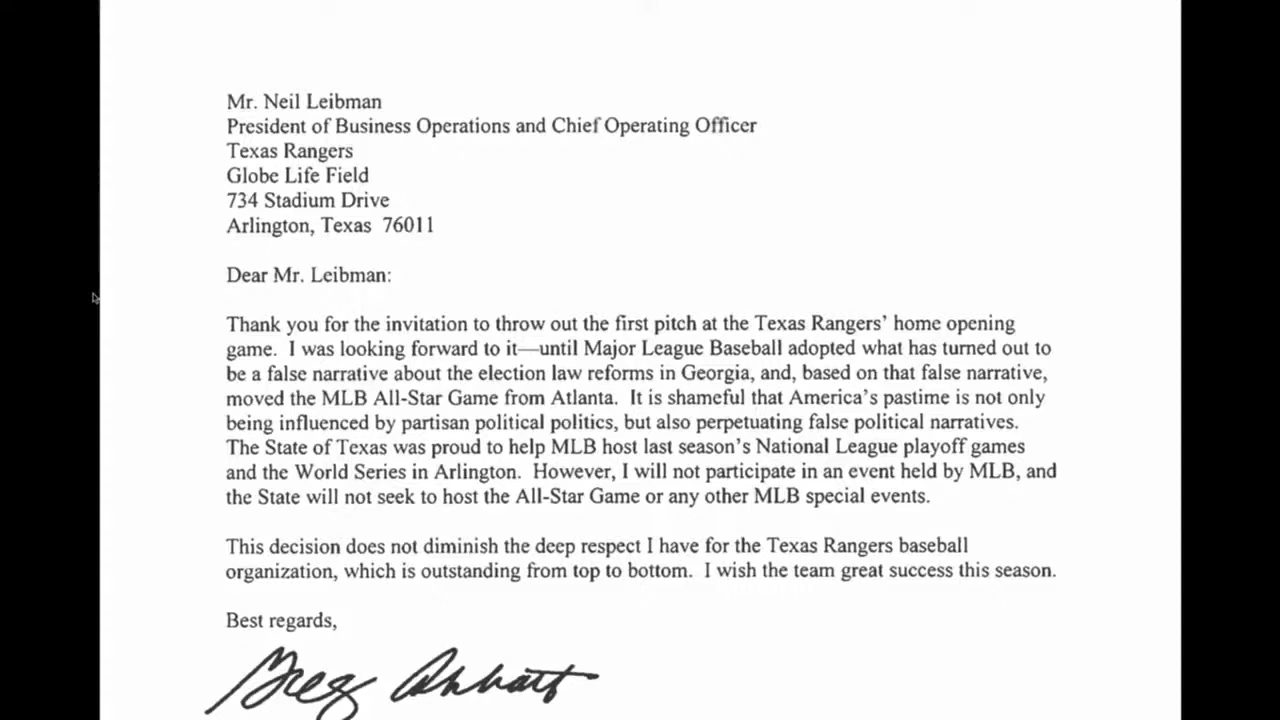 Mr. Neil Leibman
President of Business Operations and Chief Operating Officer
Texas Rangers
Globe Life Field
734 Stadium Drive
Arlington, Texas 76011
Dear Mr. Leibman:
Thank you for the invitation to throw out the first pitch at the Texas Rangers' home opening
game. I was looking forward to it—until Major League Baseball adopted what has turned out to
be a false narrative about the election law reforms in Georgia, and, based on that false narrative,
moved the MLB All-Star Game from Atlanta. It is shameful that America's pastime is not only
being influenced by partisan political politics, but also perpetuating false political narratives.
The State of Texas was proud to help MLB host last season's National League playoff games
and the World Series in Arlington. However, I will not participate in an event held by MLB, and
the State will not seek to host the All-Star Game or any other MLB special events.
This decision does not diminish the deep respect I have for the Texas Rangers baseball
organization, which is outstanding from top to bottom. I wish the team great success this season.
Best regards,
Greg Abbott